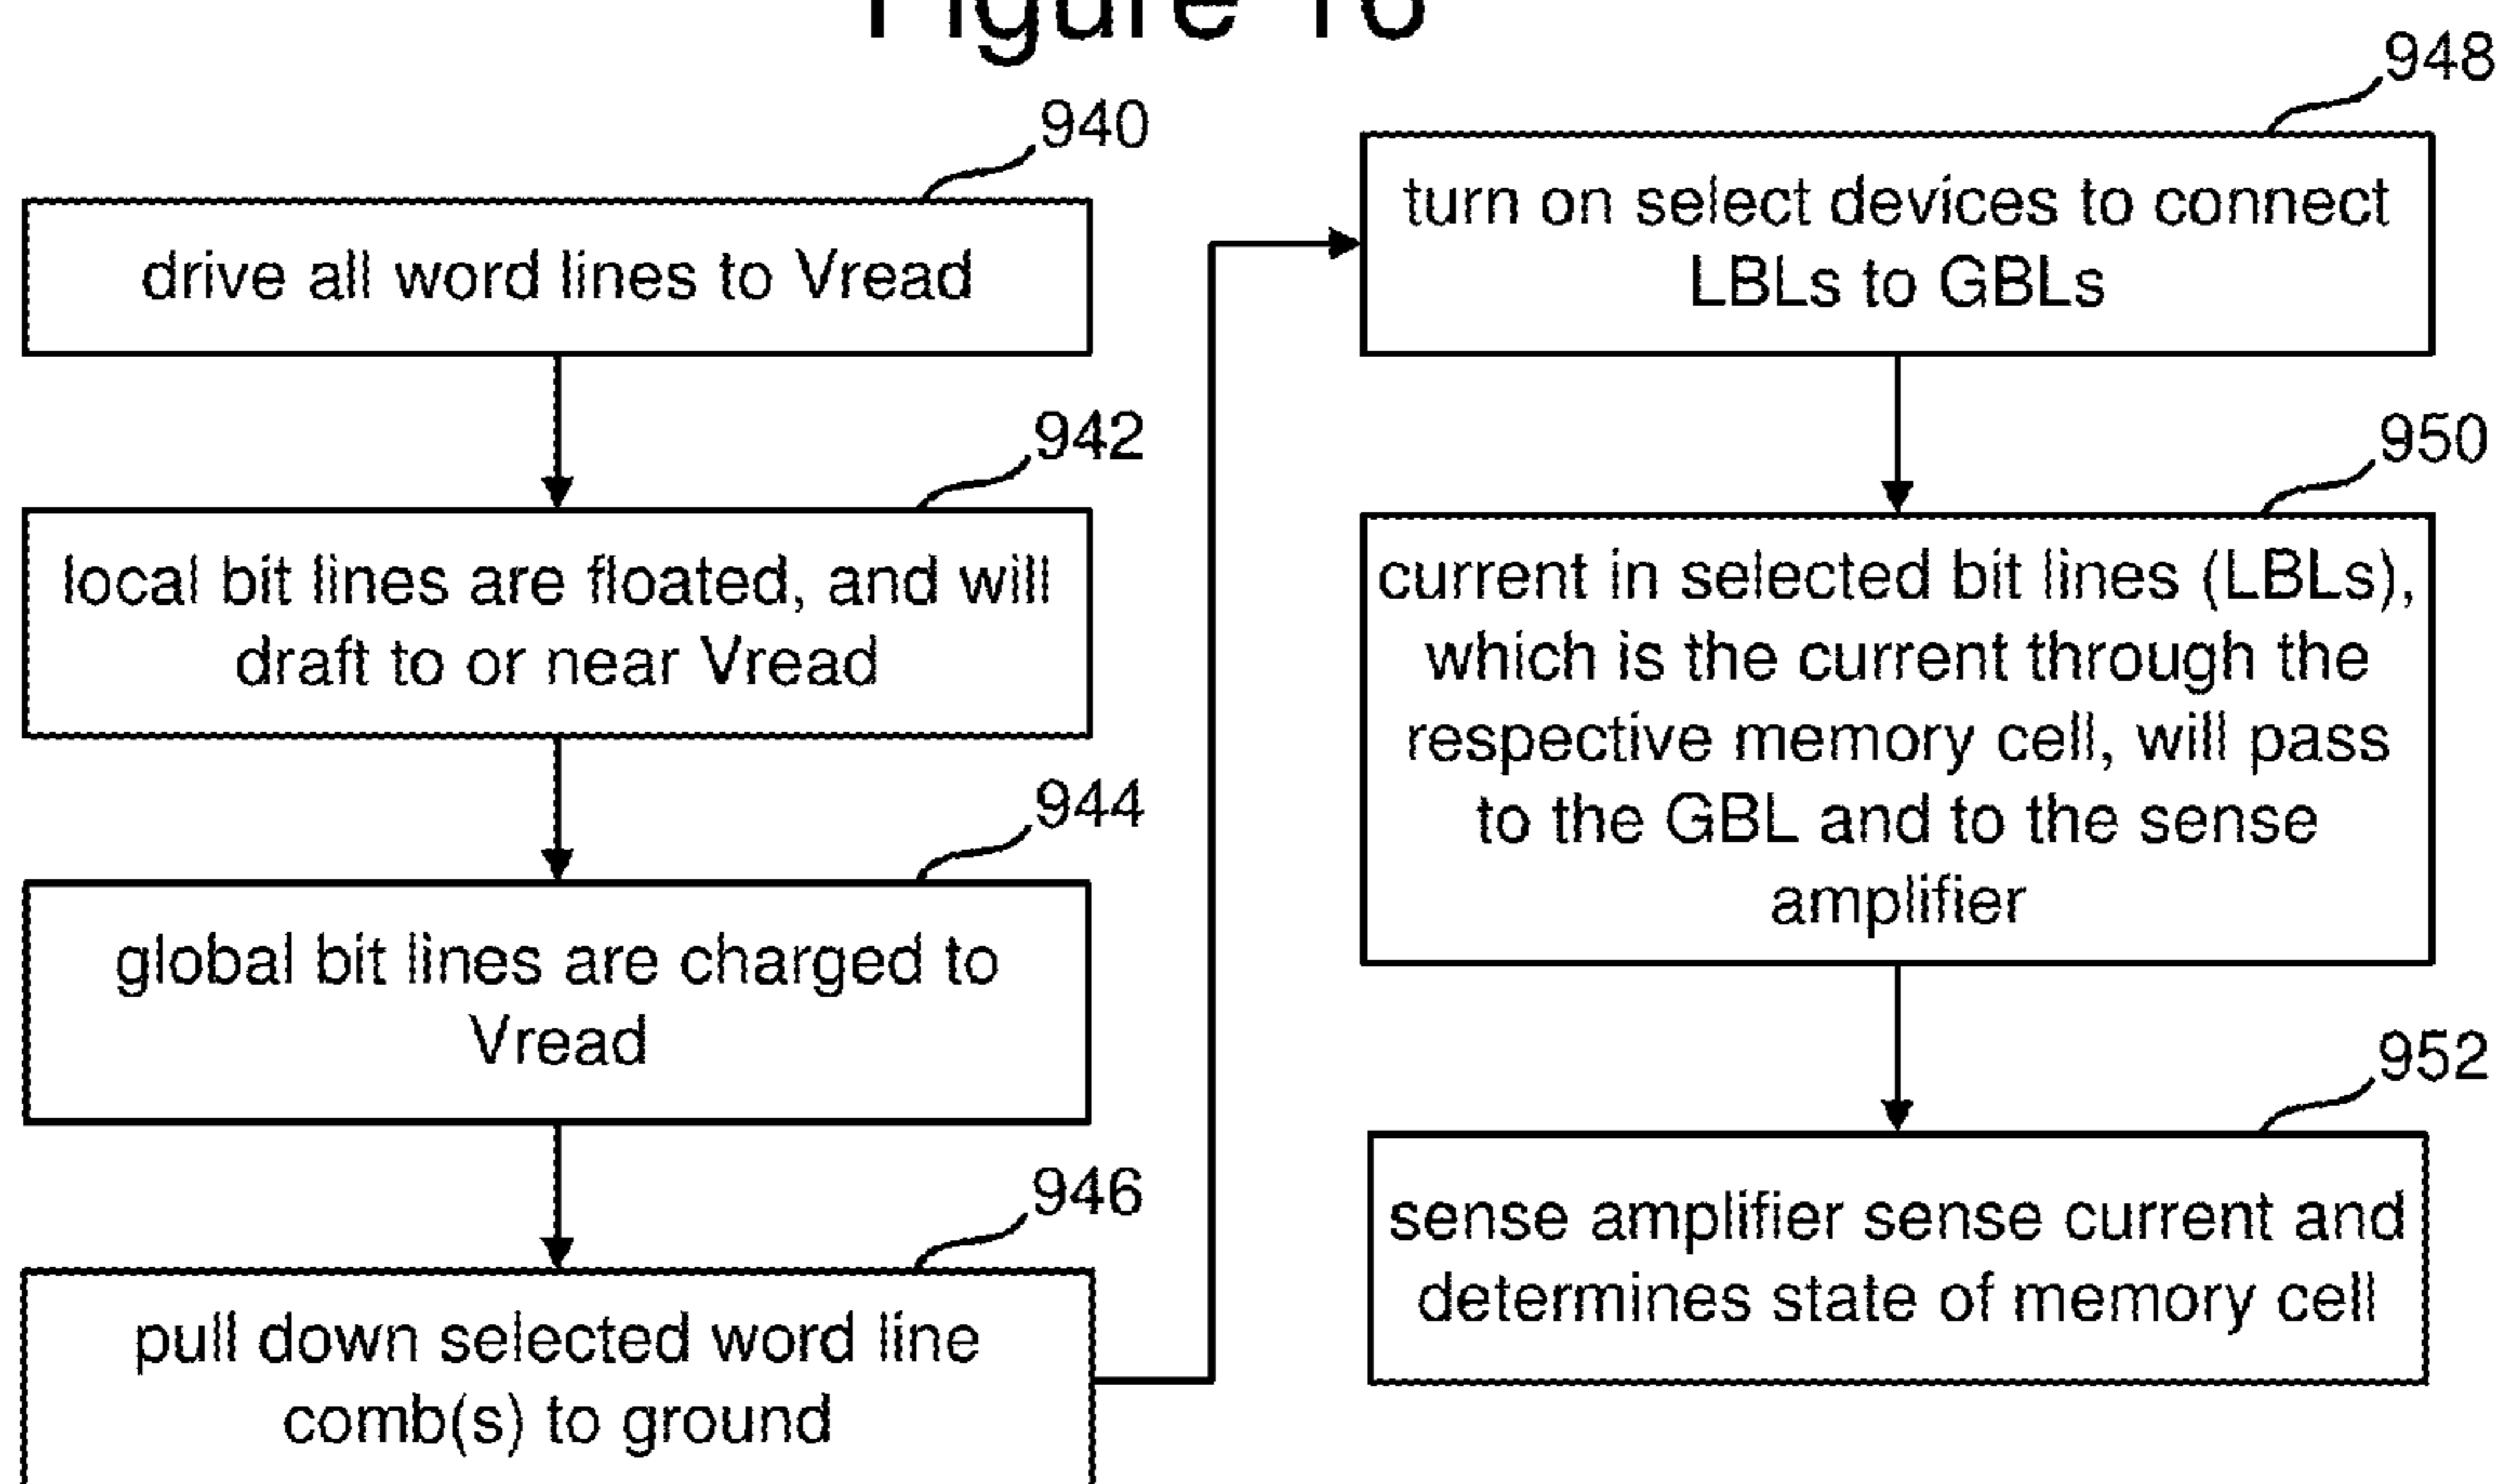 940
drive all word lines to Vread
942
local bit lines are floated, and will
draft to or near Vread
944
global bit lines are charged to
Vread
946
pull down selected word line
comb(s) to ground
948
turn on select devices to connect
LBLs to GBLs
950
current in selected bit lines (LBLs),
which is the current through the
respective memory cell, will pass
to the GBL and to the sense
amplifier
952
sense amplifier sense current and
determines state of memory cell